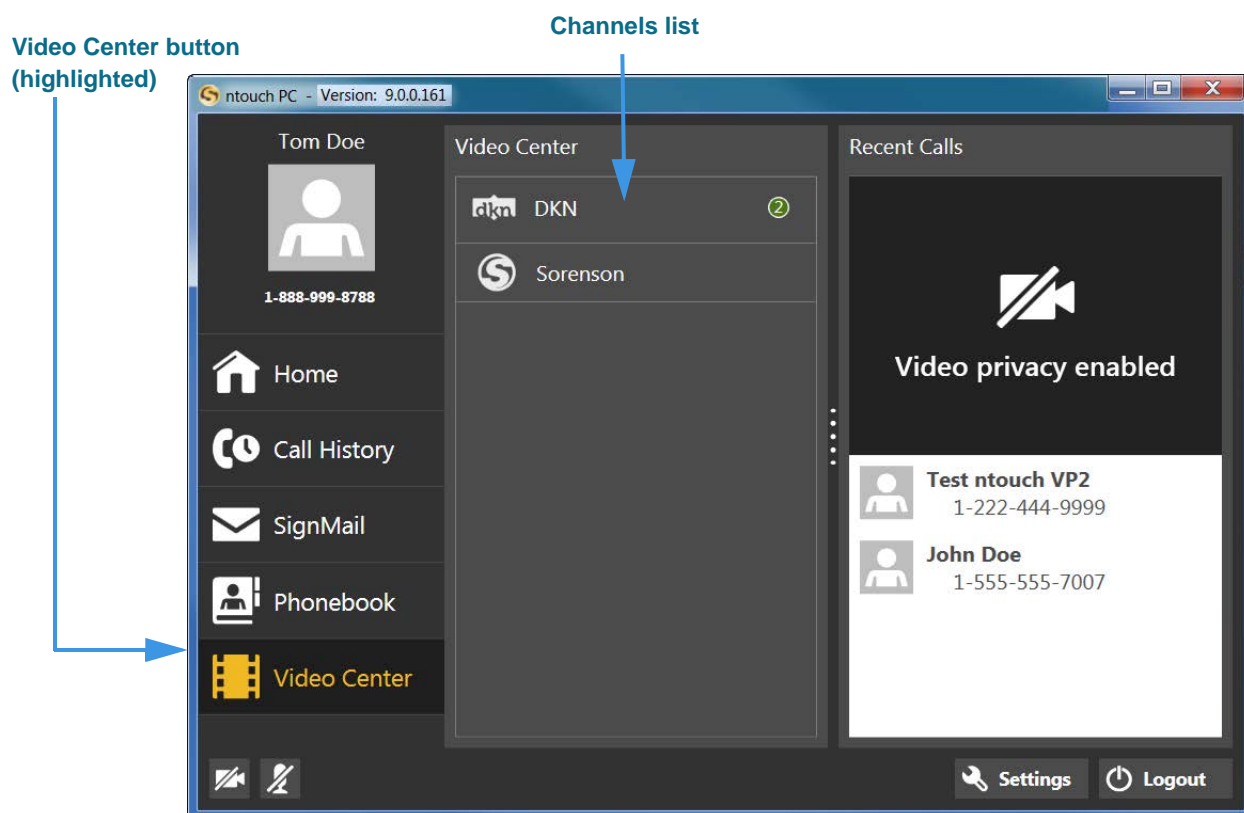 Channels list
Video Center button
(highlighted)
ntouch PC - Version: 9.0.0.161
Tom Doe
1-888-999-8788
Home
Call History
SignMail
Phonebook
Video Center
Video Center
dkn DKN 2
S Sorenson
Recent Calls
Video privacy enabled
Test ntouch VP2
1-222-444-9999
John Doe
1-555-555-7007
Settings
Logout